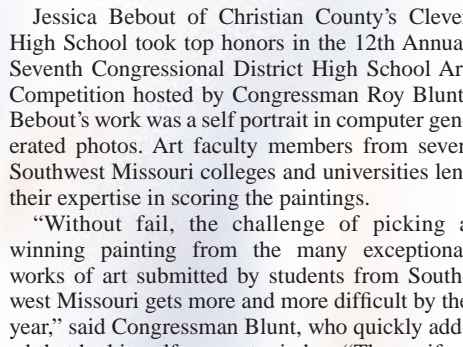 Jessica Bebout of Christian County's Clever
High School took top honors in the 12th Annua
Seventh Congressional District High School Ar
Competition hosted by Congressman Roy Blunt
Bebout's work was a self portrait in computer gen-
erated photos. Art faculty members from seven
Southwest Missouri colleges and universities len
their expertise in scoring the paintings.
"Without fail, the challenge of picking a
winning painting from the many exceptiona
works of art submitted by students from South-
west Missouri gets more and more difficult by the
year," said Congressman Blunt, who quickly add-